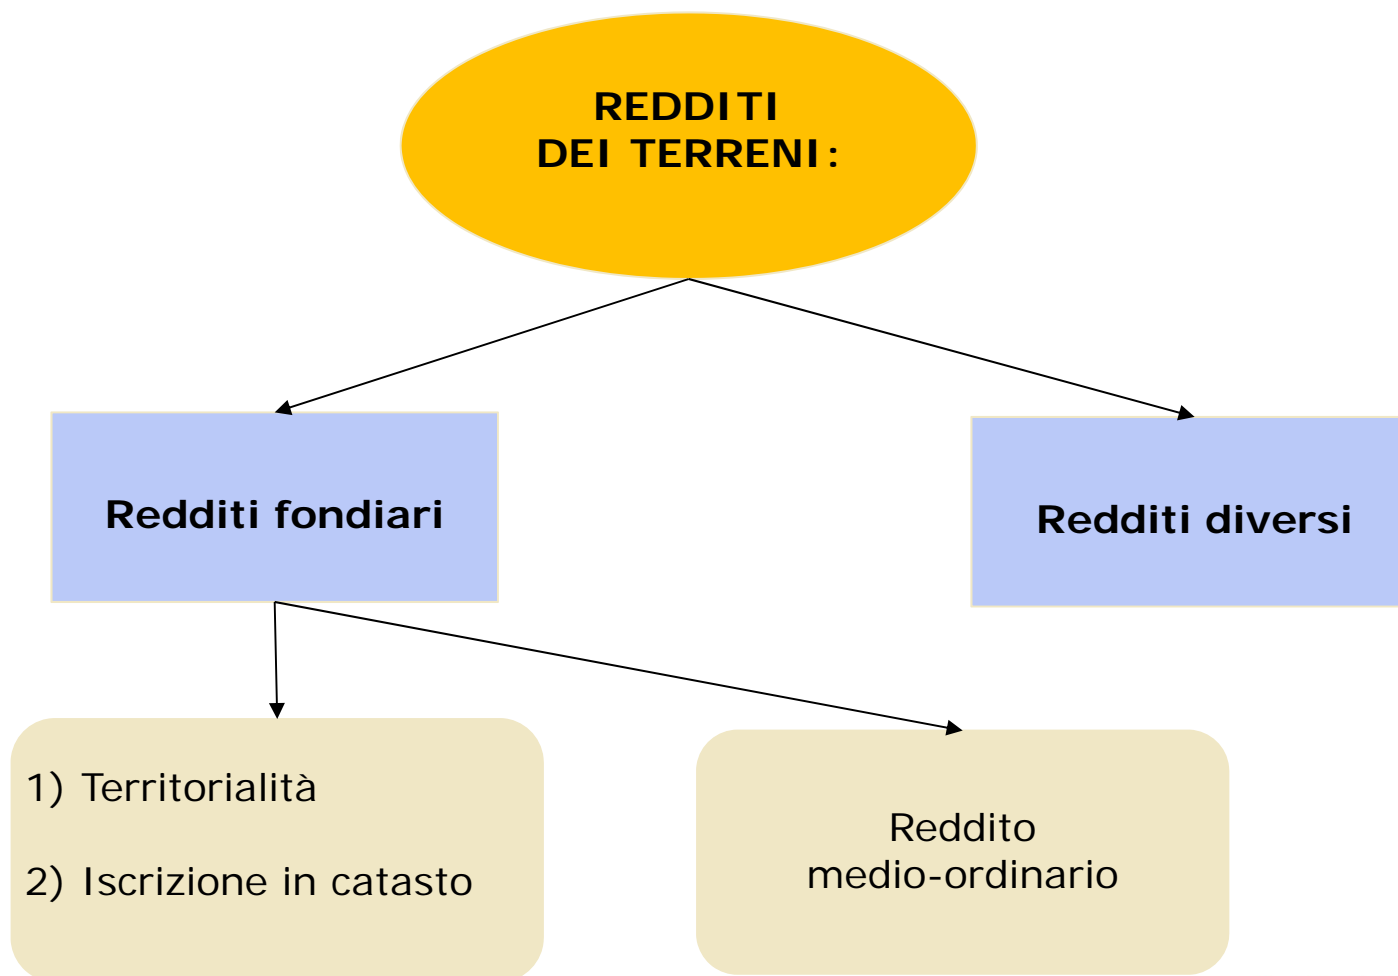 REDDITI
DEI TERRENI:
Redditi fondiari
Redditi diversi
1) Territorialità
2) Iscrizione in catasto
Reddito
medio-ordinario